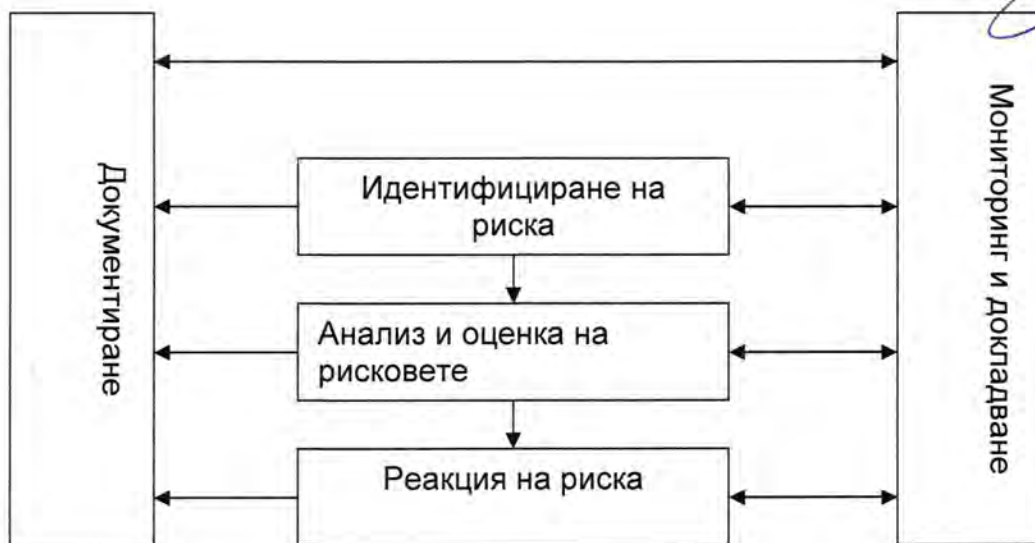 Документиране
Идентифициране на
риска
Анализ и оценка на
рисковете
Реакция на риска
Мониторинг и докладване